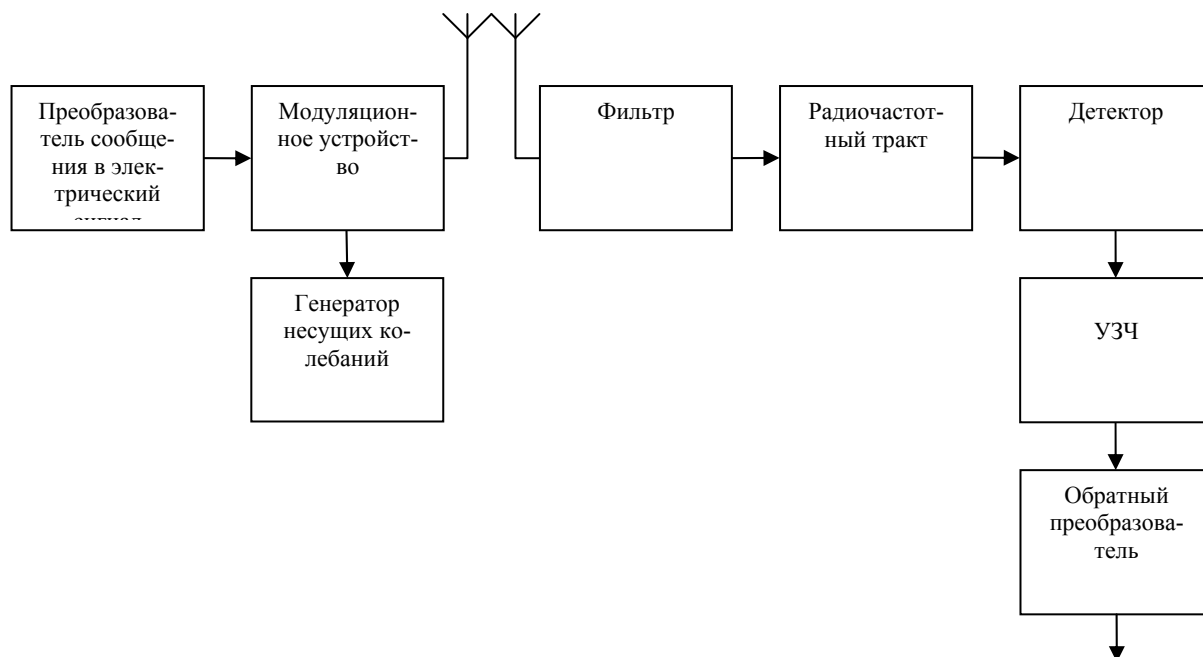 Преобразова-
тель сообще-
ния в элек-
трический
сигнал
Модуляцион-
ное устройст-
во
Фильтр
Радиочастот-
ный тракт
Детектор
Генератор
несущих ко-
лебаний
УЗЧ
Обратный
преобразова-
тель